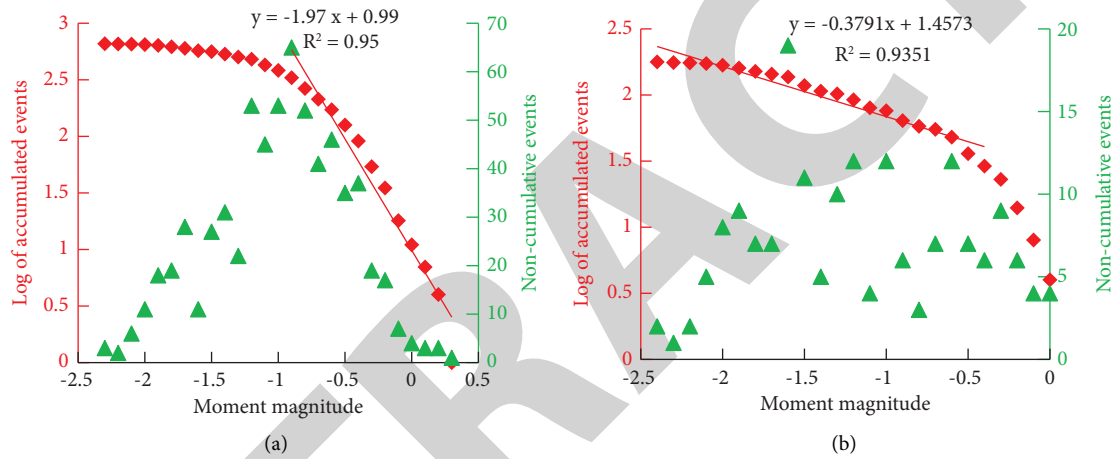 y = -1.97 x + 0.99
R² = 0.95
3
2.5
2
1.5
1
0.5
0
Log of accumulated events
70
60
50
40
30
20
10
0
Non-cumulative events
-2.5 -2 -1.5 -1 -0.5 0 0.5
Moment magnitude
(a)
y = -0.3791x + 1.4573
R² = 0.9351
2.5
2
1.5
1
0.5
0
Log of accumulated events
20
15
10
5
0
Non-cumulative events
-2.5 -2 -1.5 -1 -0.5 0
Moment magnitude
(b)
TRAC